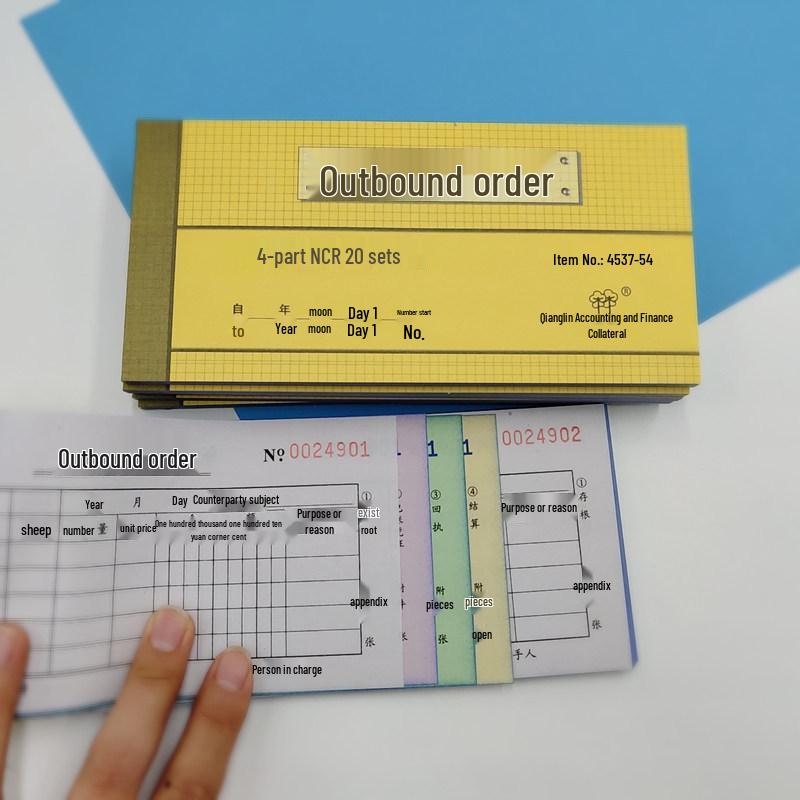 Outbound order
4-part NCR 20 sets
Item No.: 4537-54
自 年 moon Day 1 Number start
to Year moon Day 1 No.
®
Qianglin Accounting and Finance
Collateral
Outbound order
№ 0024901
Year 月 Day Counterparty subject
sheep number 量 unit price One hundred thousand one hundred ten
yuan corner cent
Purpose or
reason
① exist
root
appendix
张
Person in charge
1
③ 回 执
附
pieces
张
1
④ 结 算
附
pieces
open
0024902
Purpose or reason
① 存 根
appendix
张
手人